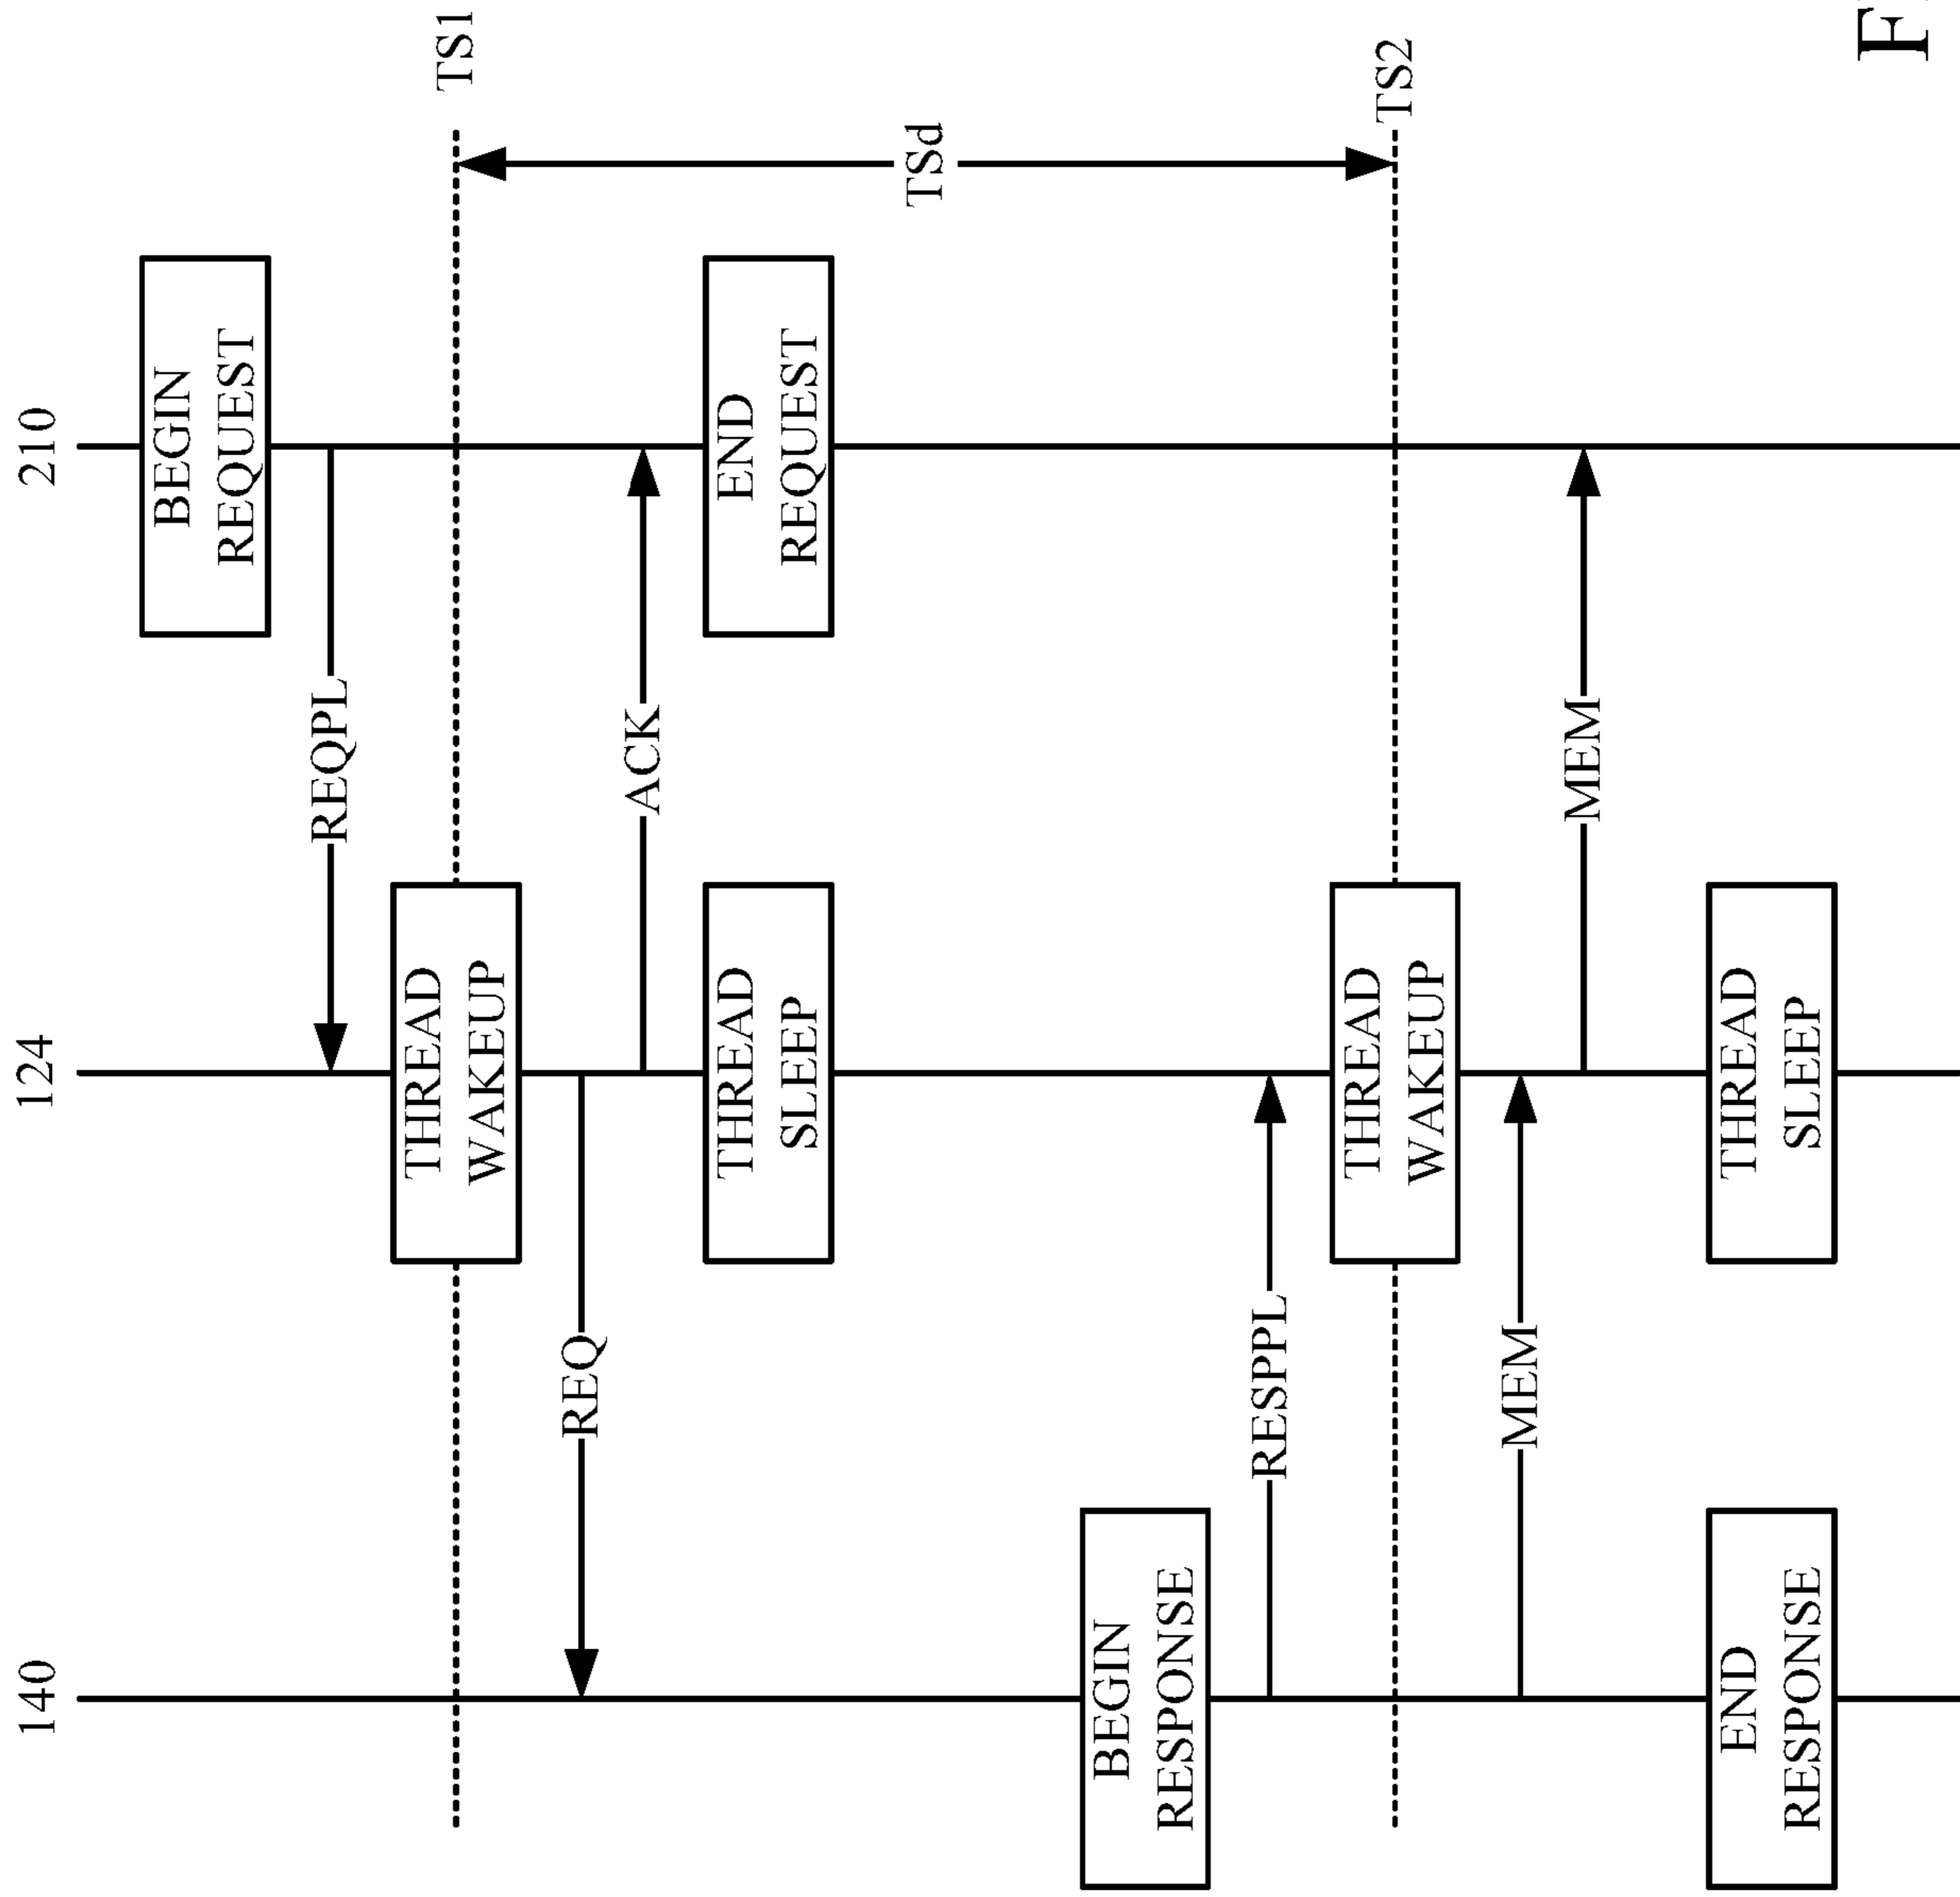 140
124
210
BEGIN
REQUEST
REQPL
TS1
THREAD
WAKEUP
REQ
ACK
THREAD
SLEEP
END
REQUEST
TSd
BEGIN
RESPONSE
RESPPL
TS2
THREAD
WAKEUP
MEM
MEM
END
RESPONSE
THREAD
SLEEP
F